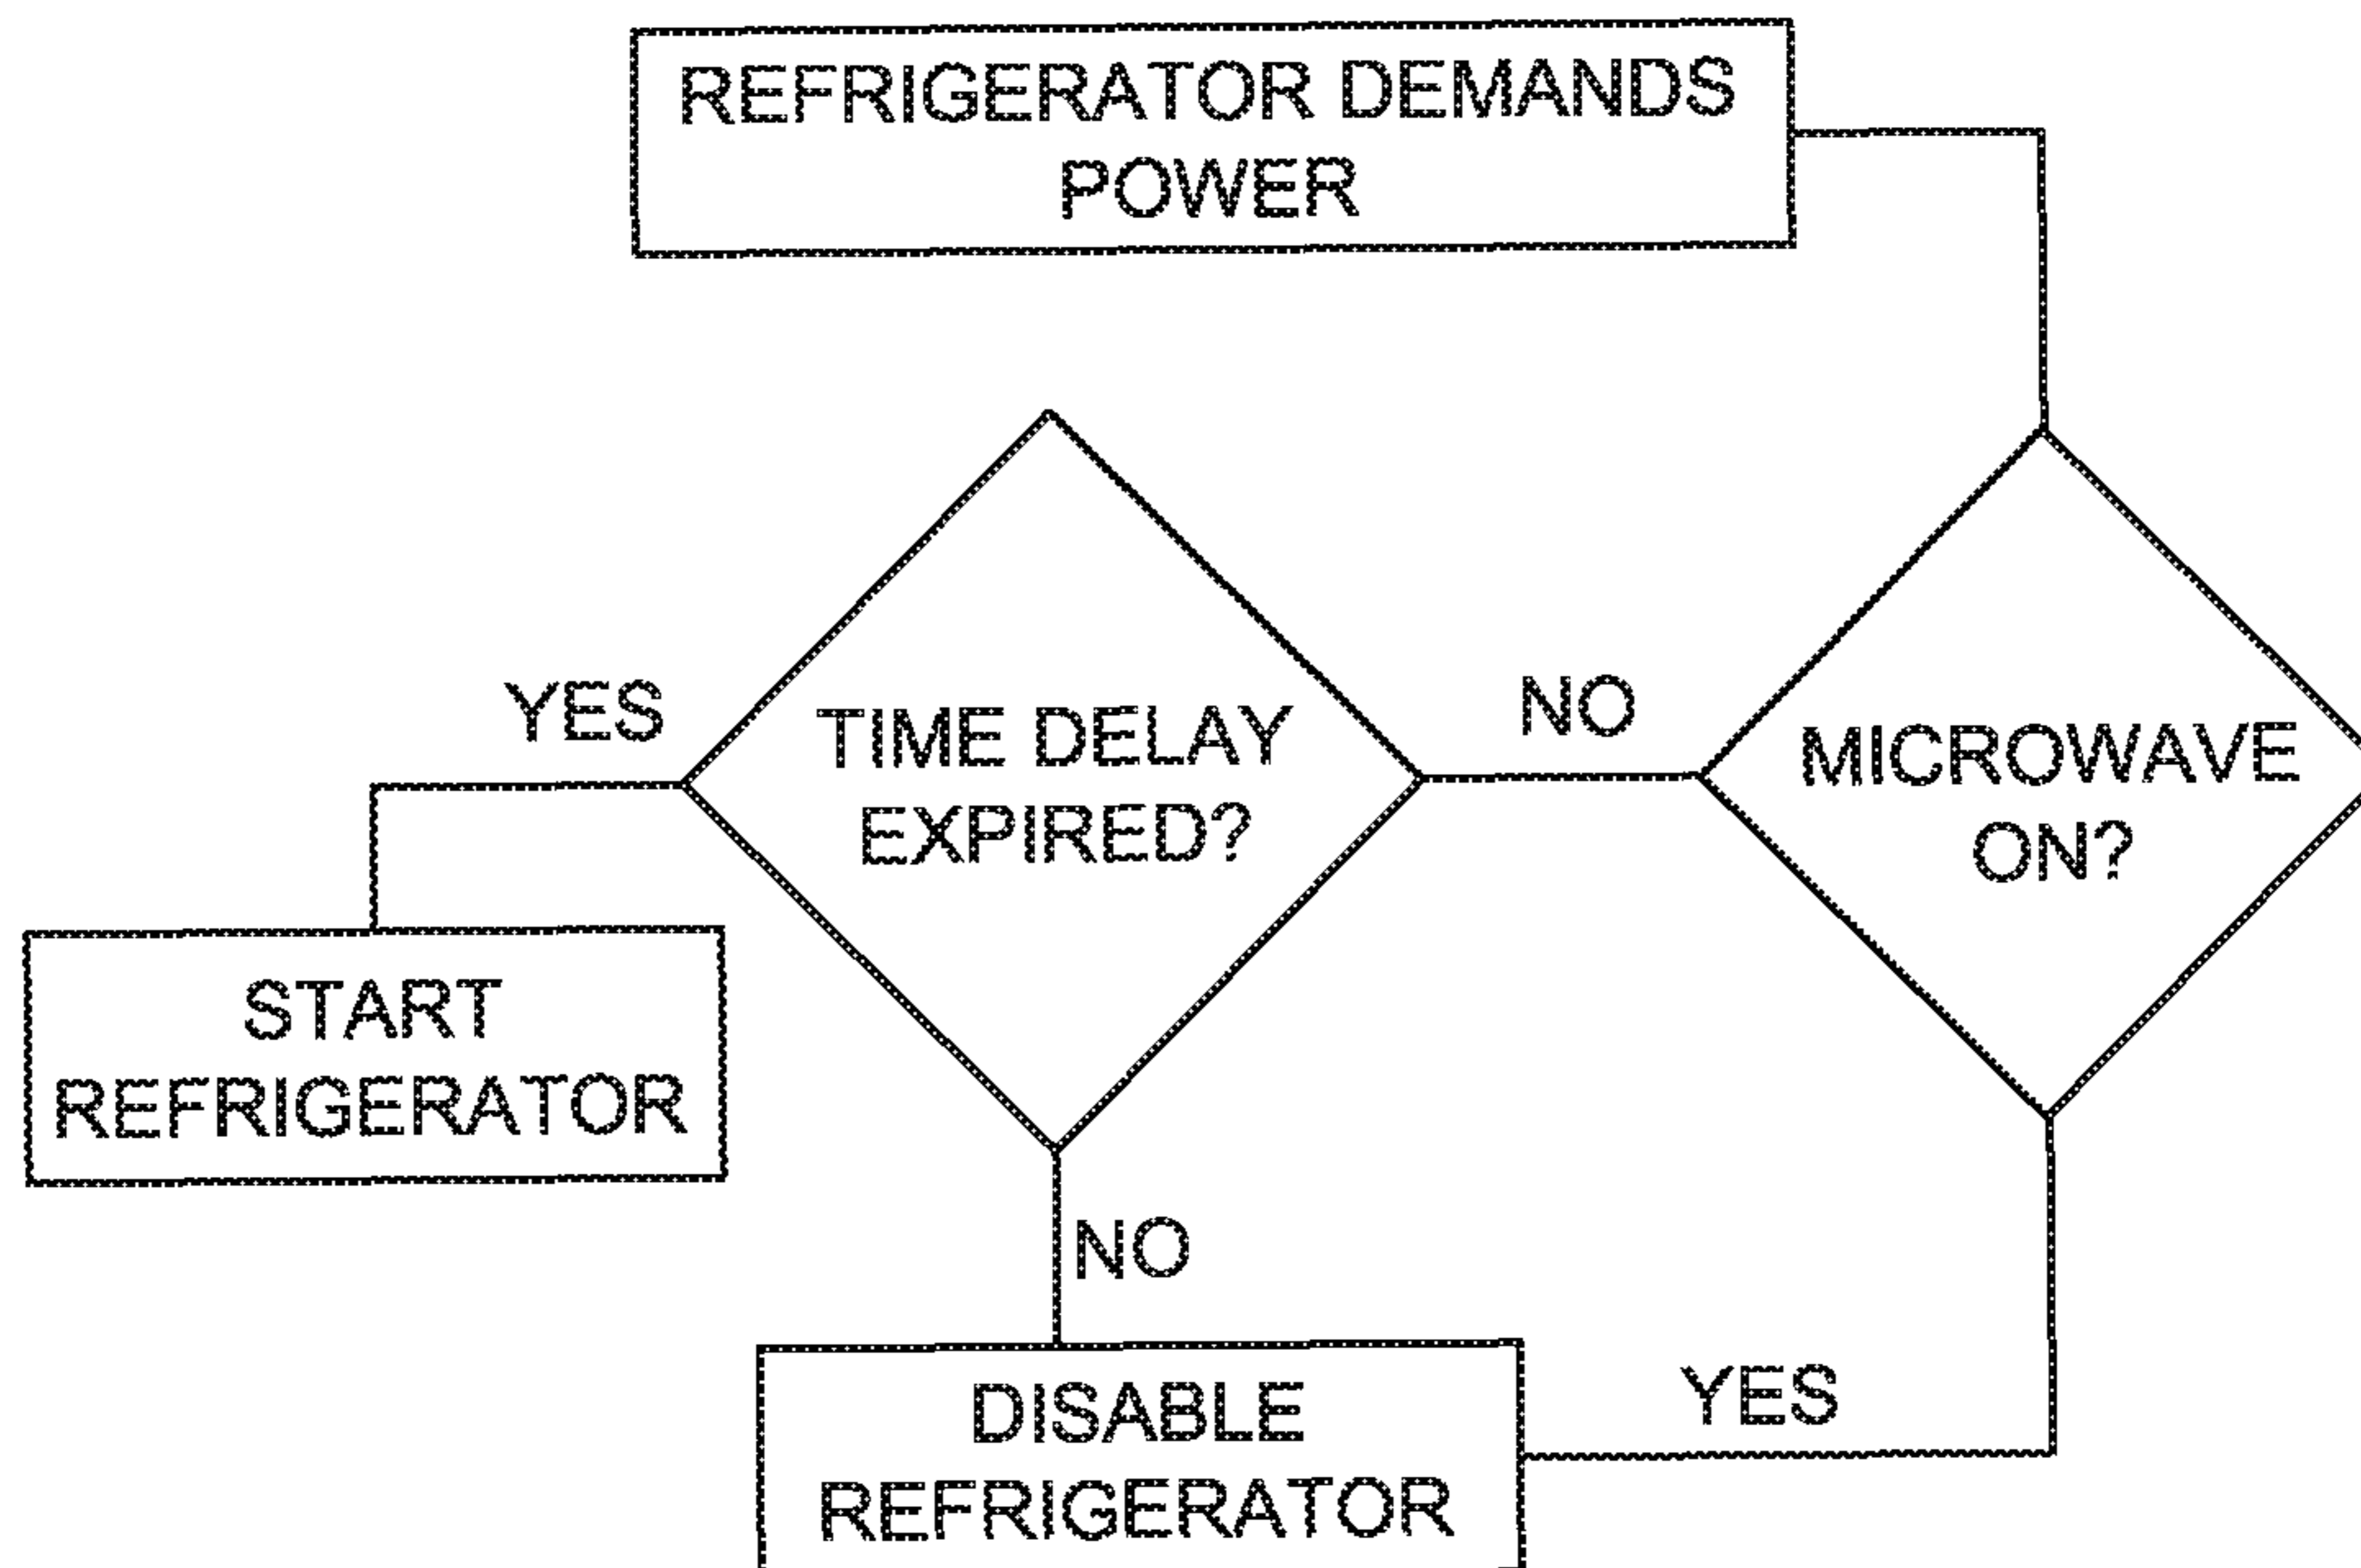 REFRIGERATOR DEMANDS
POWER
YES
TIME DELAY
EXPIRED?
NO
MICROWAVE
ON?
START
REFRIGERATOR
NO
DISABLE
REFRIGERATOR
YES